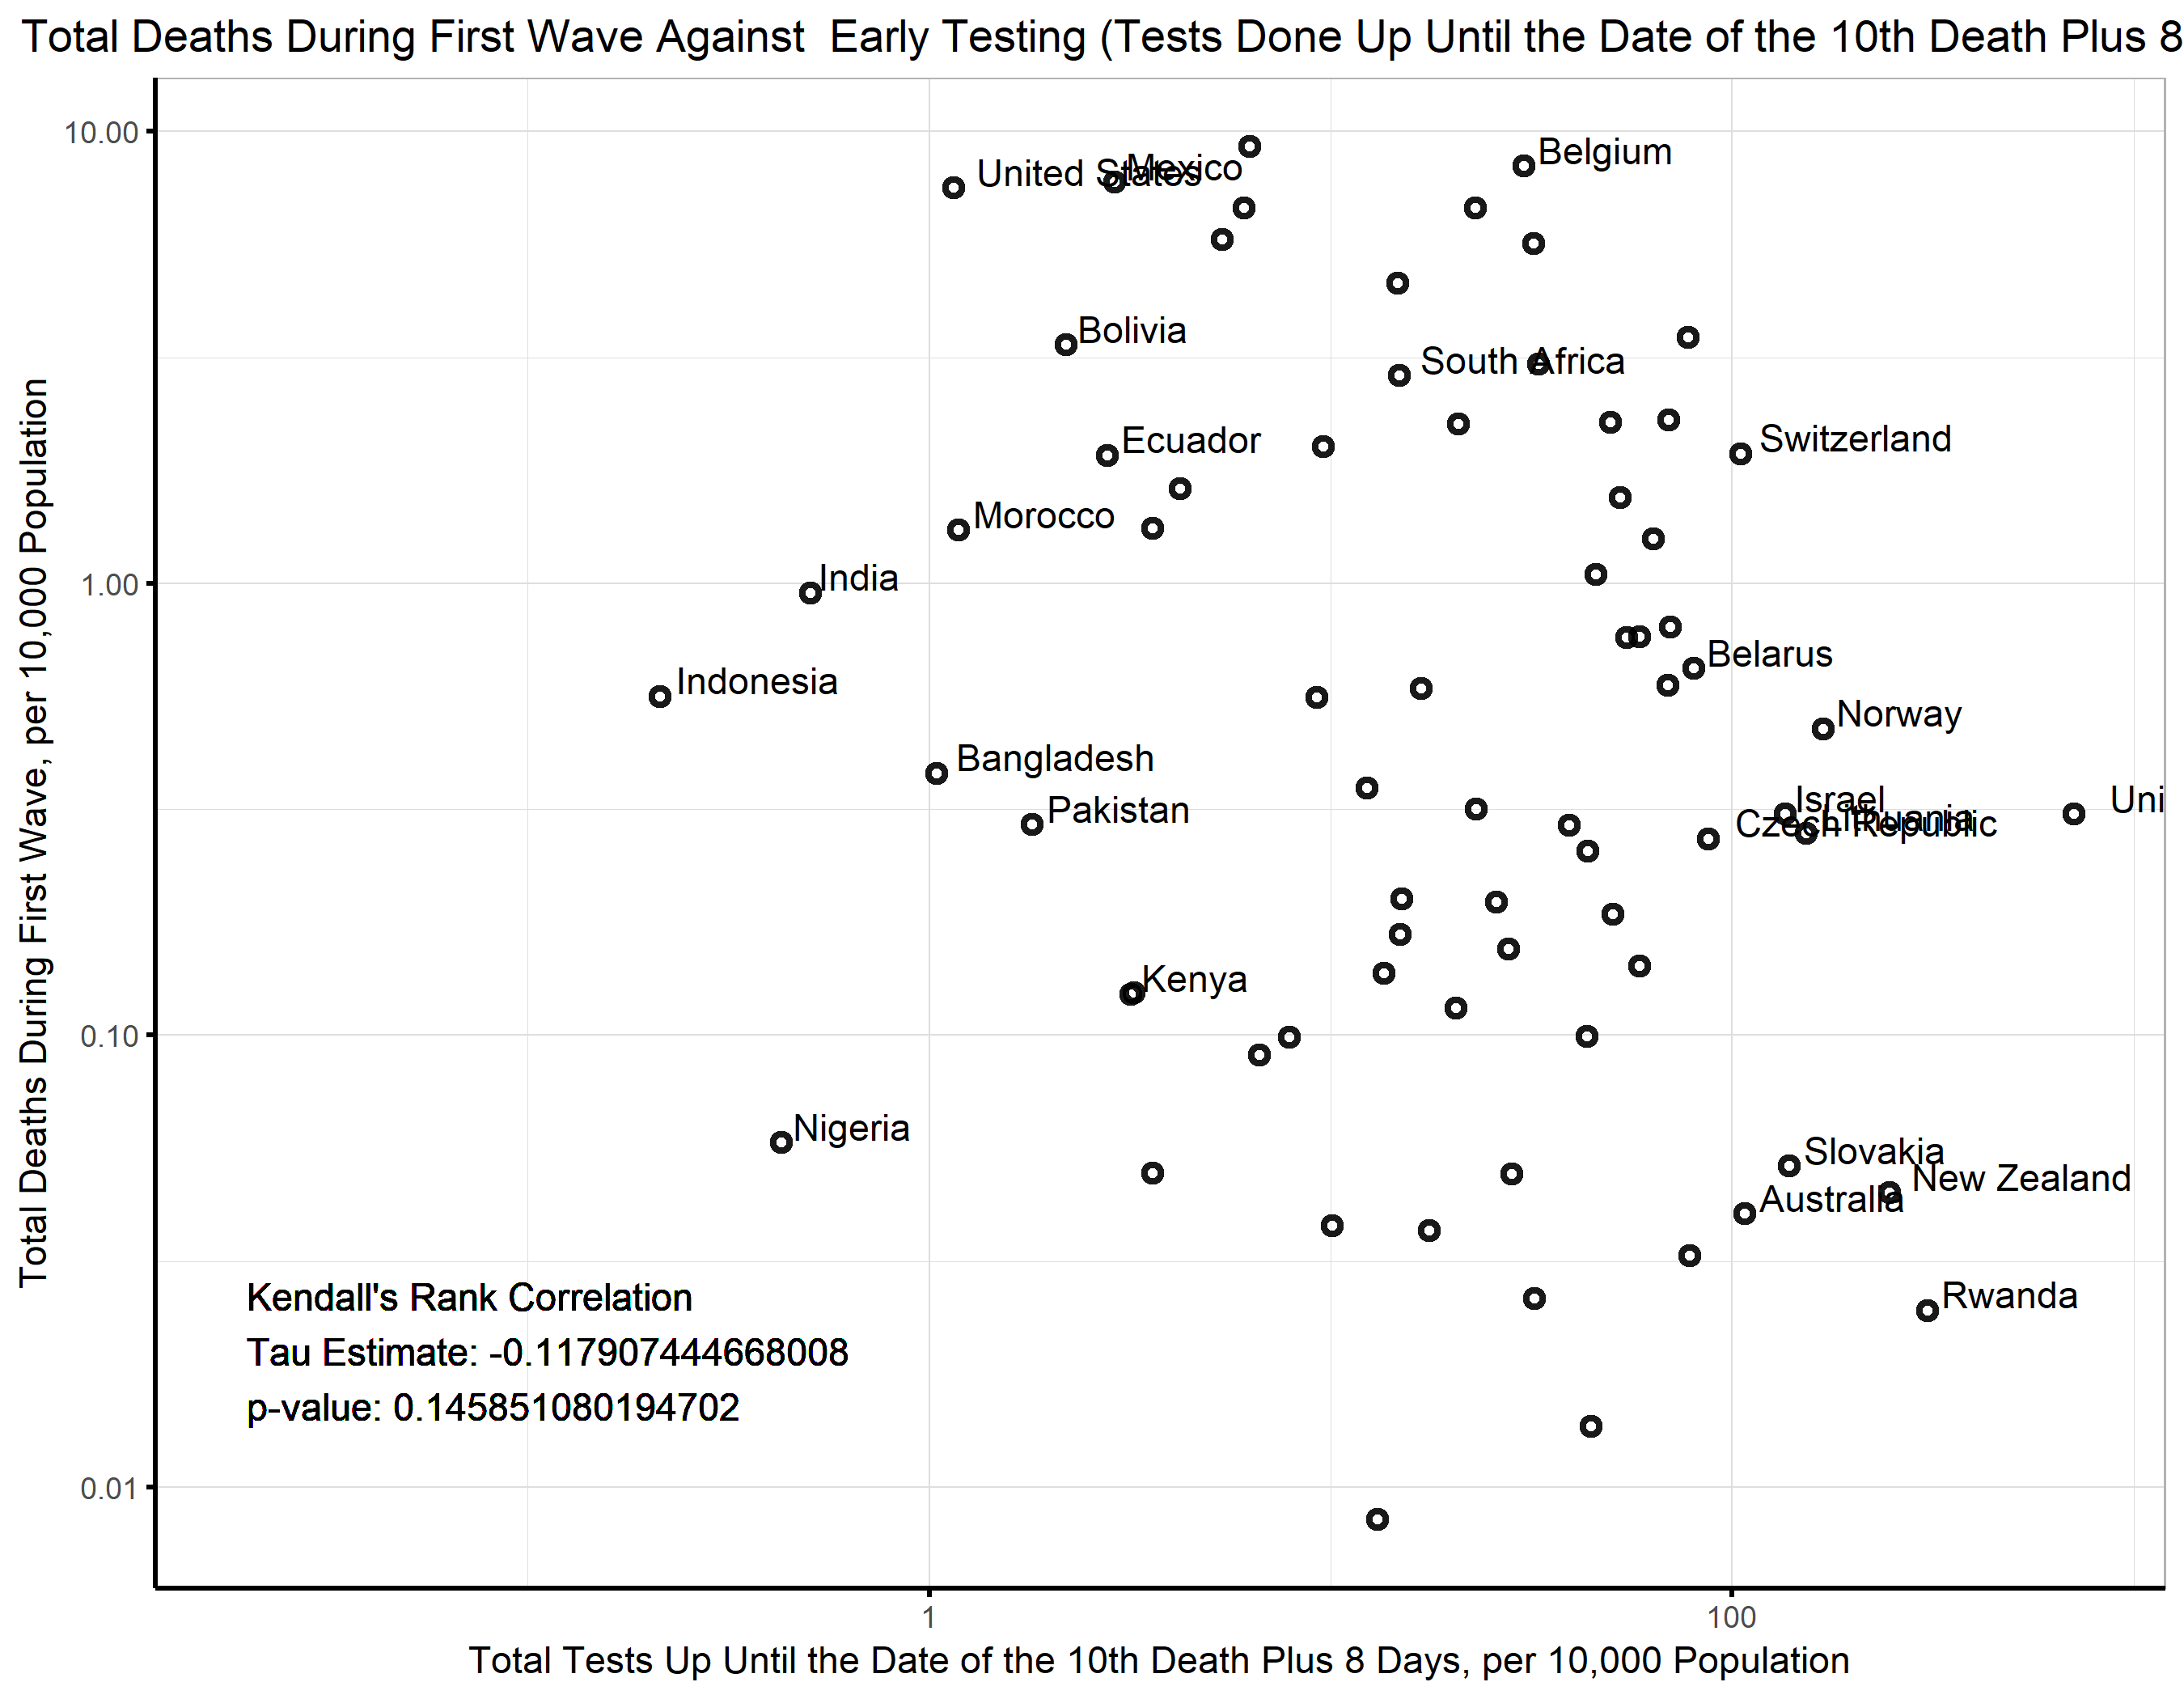 Total Deaths During First Wave Against  Early Testing (Tests Done Up Until the Date of the 10th Death Plus 8
Total Deaths During First Wave, per 10,000 Population
10.00
1.00
0.10
0.01
Belgium
Mexico
United States
Bolivia
South Africa
Ecuador
Switzerland
Morocco
India
Belarus
Indonesia
Norway
Bangladesh
Israel
Uni
Pakistan
Lithuania
Czech Republic
Kenya
Nigeria
Slovakia
New Zealand
Australia
Rwanda
Kendall's Rank Correlation
Tau Estimate: -0.117907444668008
p-value: 0.145851080194702
1
100
Total Tests Up Until the Date of the 10th Death Plus 8 Days, per 10,000 Population